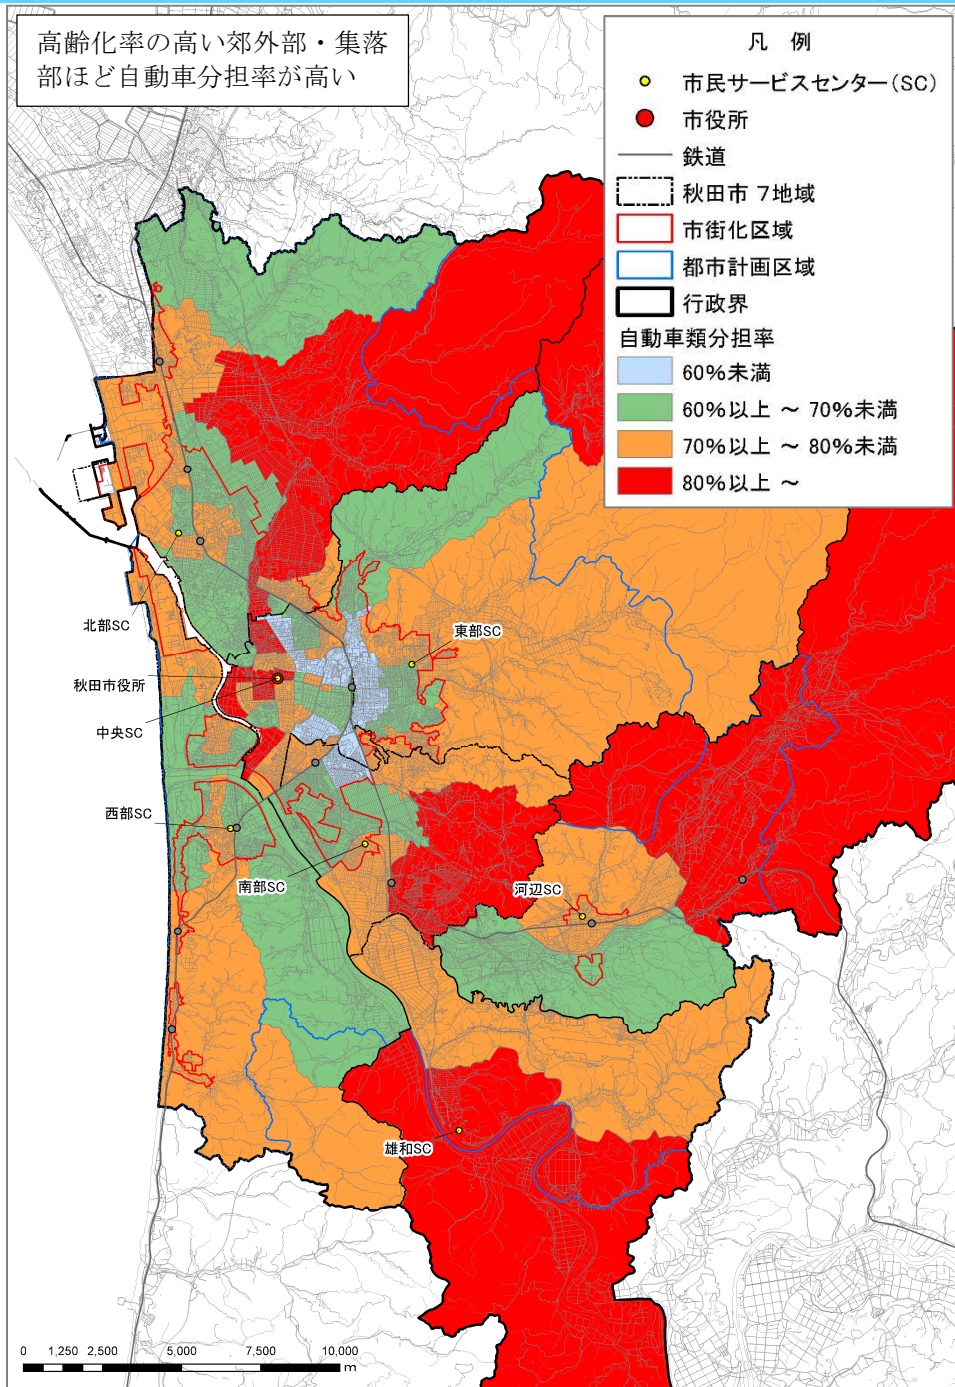 高齢化率の高い郊外部・集落
部ほど自動車分担率が高い
凡 例
市民サービスセンター(SC)
市役所
鉄道
秋田市 7地域
市街化区域
都市計画区域
行政界
自動車類分担率
60%未満
60%以上 ～ 70%未満
70%以上 ～ 80%未満
80%以上 ～
北部SC
東部SC
秋田市役所
中央SC
西部SC
南部SC
河辺SC
雄和SC
0 1,250 2,500 5,000 7,500 10,000
m